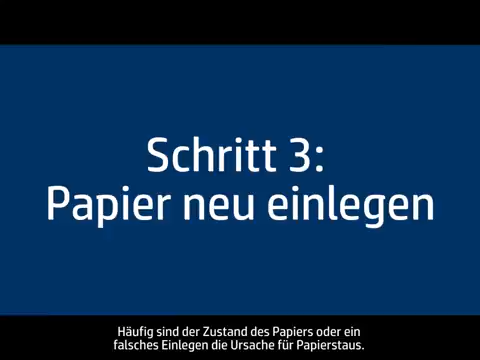 Schritt 3:
Papier neu einlegen
Häufig sind der Zustand des Papiers oder ein
falsches Einlegen die Ursache für Papierstaus.